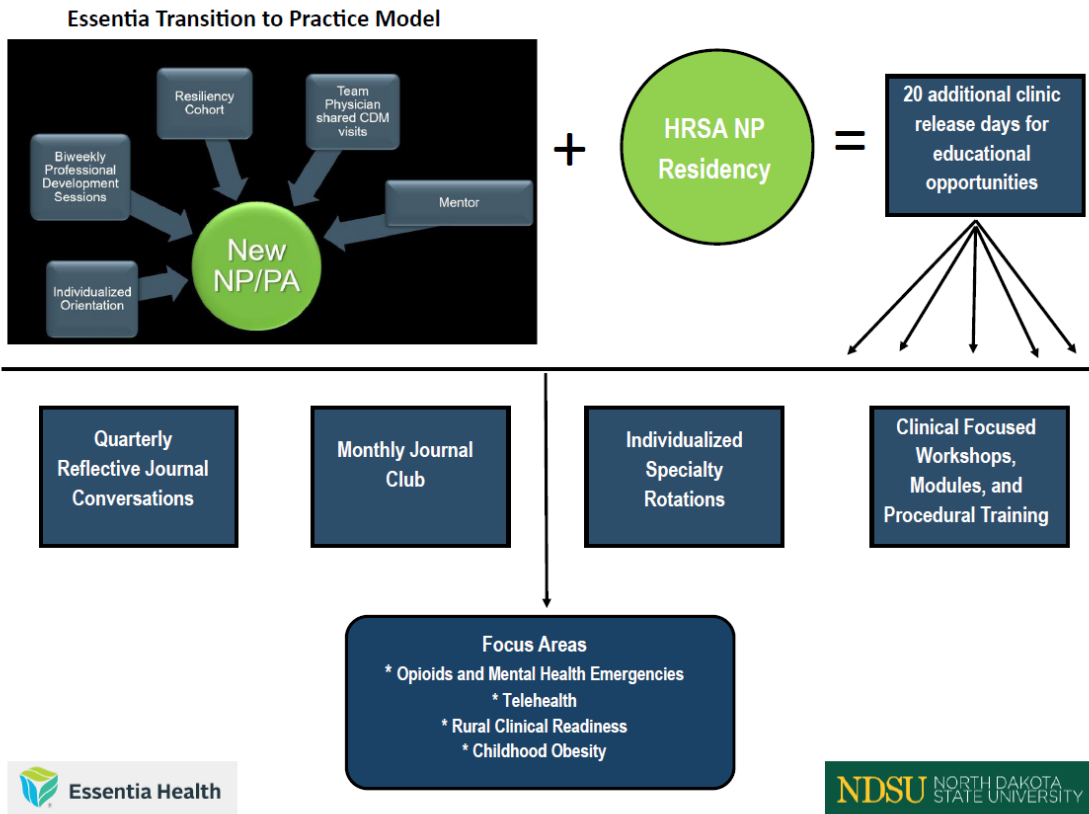 Essentia Transition to Practice Model
Resiliency
Cohort
Team
Physician
shared CDM
visits
Biweekly
Professional
Development
Sessions
Mentor
New
NP/PA
Individualized
Orientation
+
HRSA NP
Residency
=
20 additional clinic
release days for
educational
opportunities
Quarterly
Reflective Journal
Conversations
Monthly Journal
Club
Individualized
Specialty
Rotations
Clinical Focused
Workshops,
Modules, and
Procedural Training
Focus Areas
* Opioids and Mental Health Emergencies
* Telehealth
* Rural Clinical Readiness
* Childhood Obesity
Essentia Health
NDSU NORTH DAKOTA
STATE UNIVERSITY